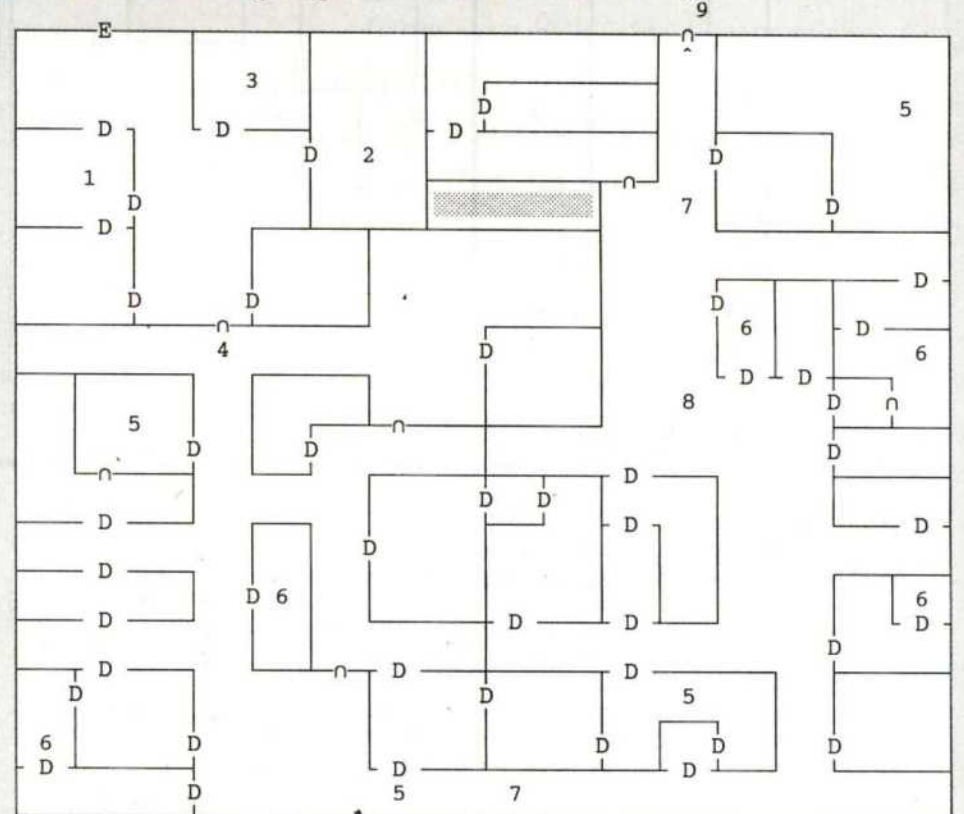 9
E ∩
3
D 5
D D D
D 2 D
1 ∩
D 7 D
D
D
D D D
∩ 6 D
4 D 6
D D
8 D ∩
5 ∩
D D D
∩ D
D D
D D D
D
D
D 6 6
D D D D
D
D ∩ D D
D D 5
6 D D D D
D D D
D 5 7